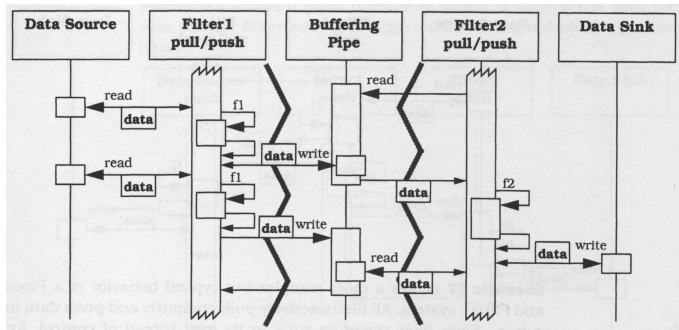 Data Source
Filter1
pull/push
Buffering
Pipe
Filter2
pull/push
Data Sink
read
read
data
f1
data
write
read
data
f1
data
f2
data
write
data
write
read
data